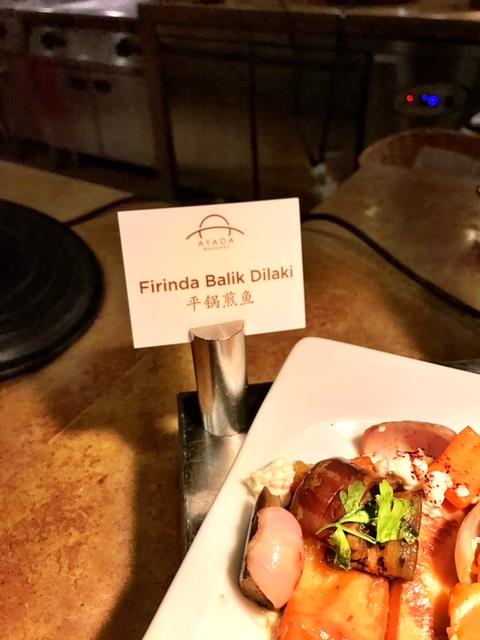 AYADA
MALDIVES
Firinda Balik Dilaki
平锅煎鱼